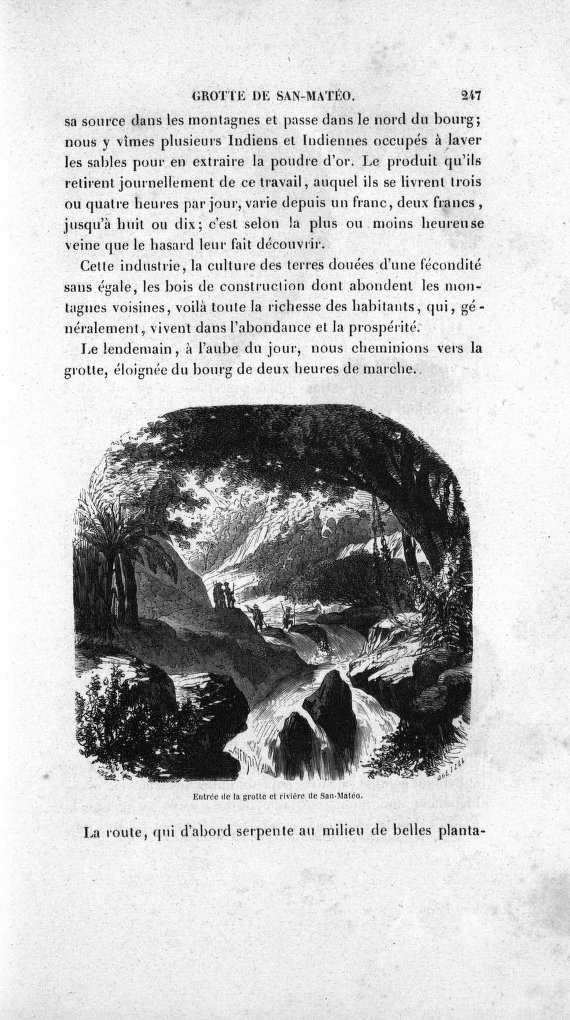 GROTTE DE SAN-MATÉO. 247
sa source dans les montagnes et passe dans le nord du bourg;
nous y vîmes plusieurs Indiens et Indiennes occupés à laver
les sables pour en extraire la poudre d'or. Le produit qu'ils
retirent journellement de ce travail, auquel ils se livrent trois
ou quatre heures par jour, varie depuis un franc, deux francs,
jusqu'à huit ou dix; c'est selon la plus ou moins heureuse
veine que le hasard leur fait découvrir.
Cette industrie, la culture des terres douées d'une fécondité
sans égale, les bois de construction dont abondent les mon-
tagnes voisines, voilà toute la richesse des habitants, qui, gé-
néralement, vivent dans l'abondance et la prospérité.
Le lendemain, à l'aube du jour, nous cheminions vers la
grotte, éloignée du bourg de deux heures de marche.
Entrée de la grotte et rivière de San-Matéo.
La route, qui d'abord serpente au milieu de belles planta-